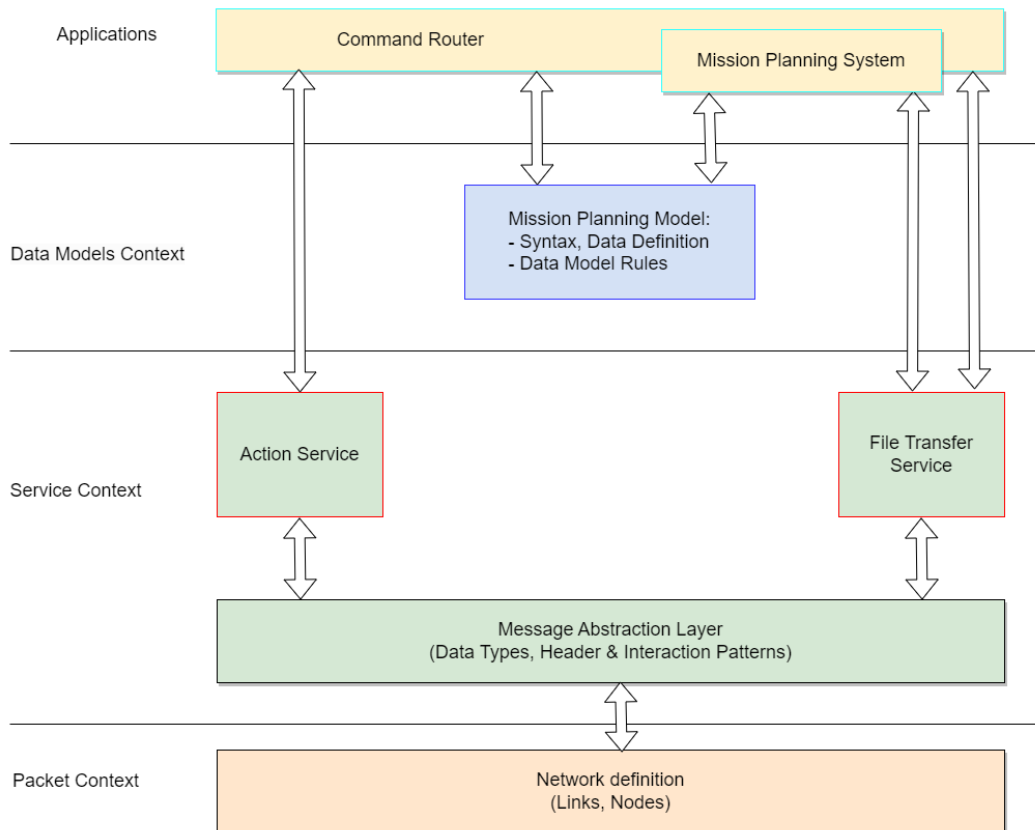 Applications
Command Router
Mission Planning System
Data Models Context
Mission Planning Model:
- Syntax, Data Definition
- Data Model Rules
Service Context
Action Service
File Transfer
Service
Message Abstraction Layer
(Data Types, Header & Interaction Patterns)
Packet Context
Network definition
(Links, Nodes)